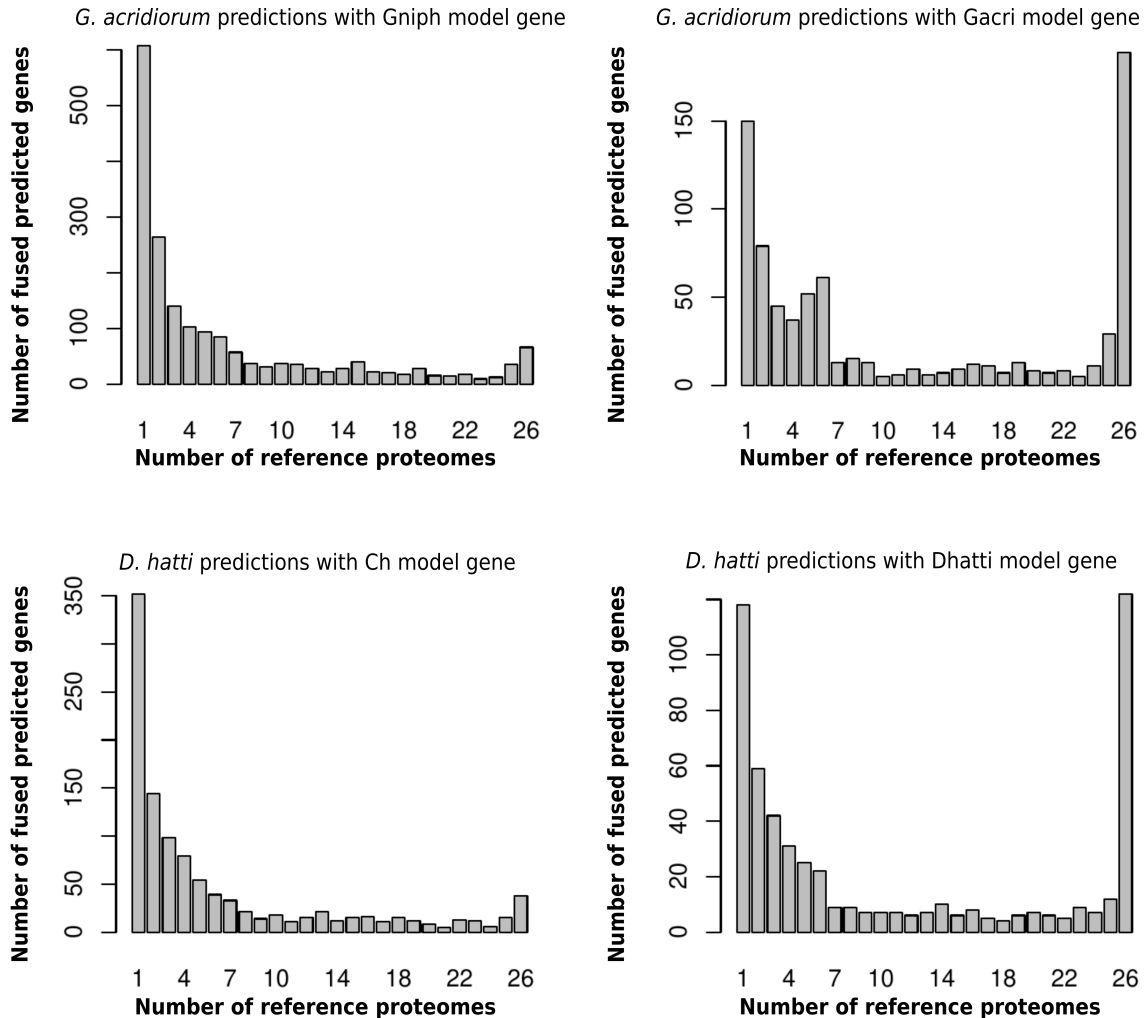 G. acridiorum predictions with Gniph model gene
Number of fused predicted genes
500
300
100
0
1 4 7 10 14 18 22 26
Number of reference proteomes
G. acridiorum predictions with Gacri model gene
Number of fused predicted genes
150
100
50
0
1 4 7 10 14 18 22 26
Number of reference proteomes
D. hatti predictions with Ch model gene
Number of fused predicted genes
350
250
150
50
0
1 4 7 10 14 18 22 26
Number of reference proteomes
D. hatti predictions with Dhatti model gene
Number of fused predicted genes
100
80
60
40
20
0
1 4 7 10 14 18 22 26
Number of reference proteomes